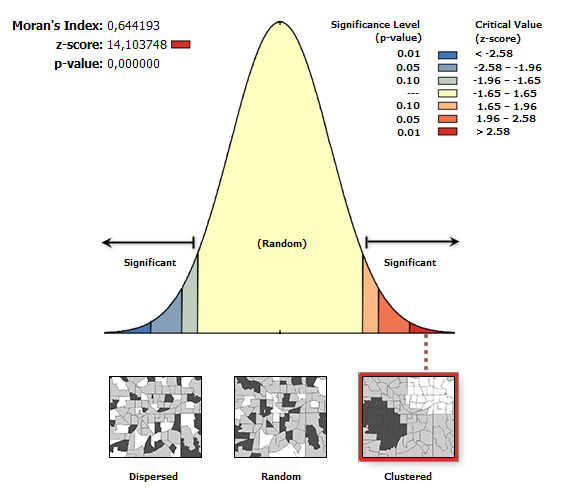 Moran's Index: 0,644193
z-score: 14,103748
p-value: 0,000000
Significance Level
(p-value)
Critical Value
(z-score)
0.01 < -2.58
0.05 -2.58 – -1.96
0.10 -1.96 – -1.65
--- -1.65 – 1.65
0.10 1.65 – 1.96
0.05 1.96 – 2.58
0.01 > 2.58
(Random)
Significant
Significant
Dispersed
Random
Clustered